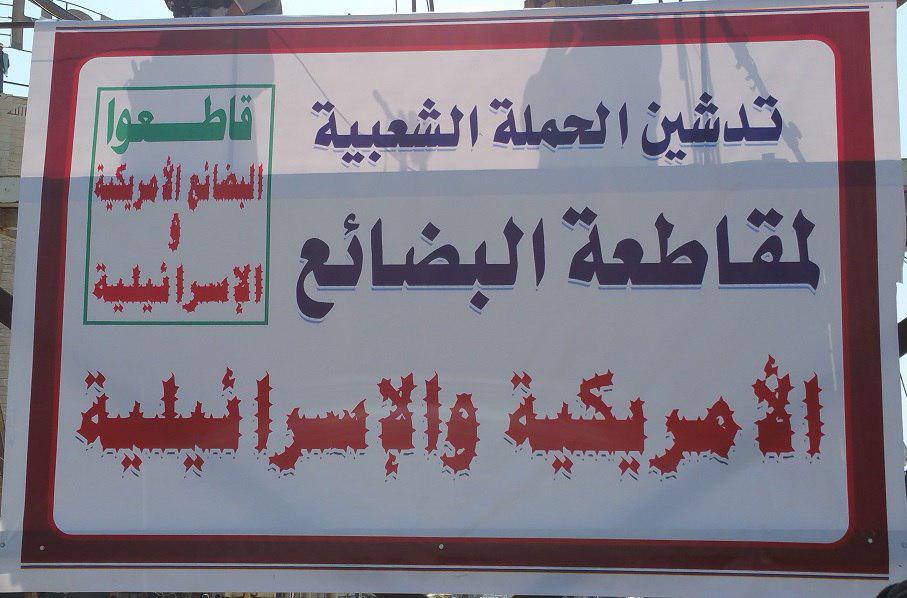 تدشين الحملة الشعبية
لمقاطعة البضائع
الأمريكية والإسرائيلية
قاطعوا
البضائع الأمريكية
و
الإسرائيلية